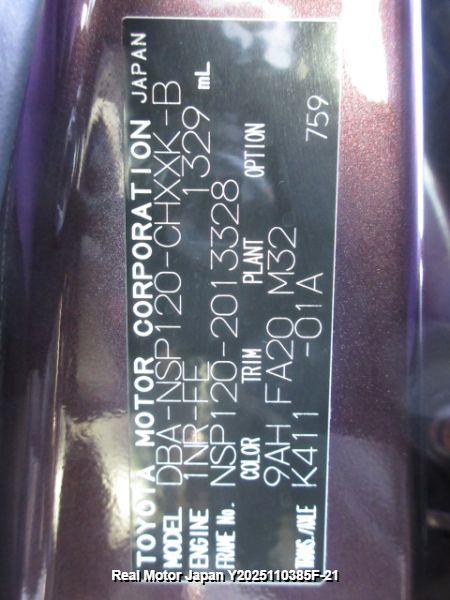 TOYOTA MOTOR CORPORATION JAPAN
MODEL DBA-NSP120-CHXXK-B
ENGINE 1NR-FE 1329 mL
FRAME No. NSP120-2013328
COLOR TRIM PLANT OPTION
9AH FA20 M32 759
TRANS./AXLE K411 -01A
Real Motor Japan Y2025110385F-21